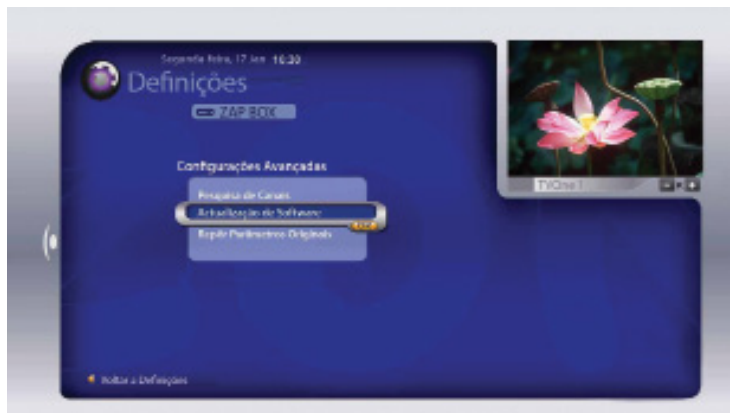 Segunda feira, 17 Jan 16:30
Definições
ZAP BOX
Configurações Avançadas
Pesquisa de Canais
Actualização de Software
Repôr Parâmetros Originais
TVOne 1
Voltar a Definições